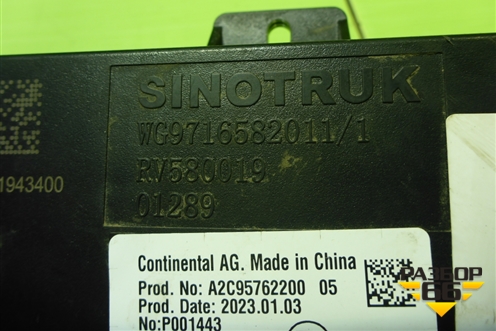 SINOTRUK
WG9716582011/1
RV580019
01289
1943400
Continental AG. Made in China
Prod. No: A2C95762200 05
Prod. Date: 2023.01.03
No:P001443
РАЗБОР
66